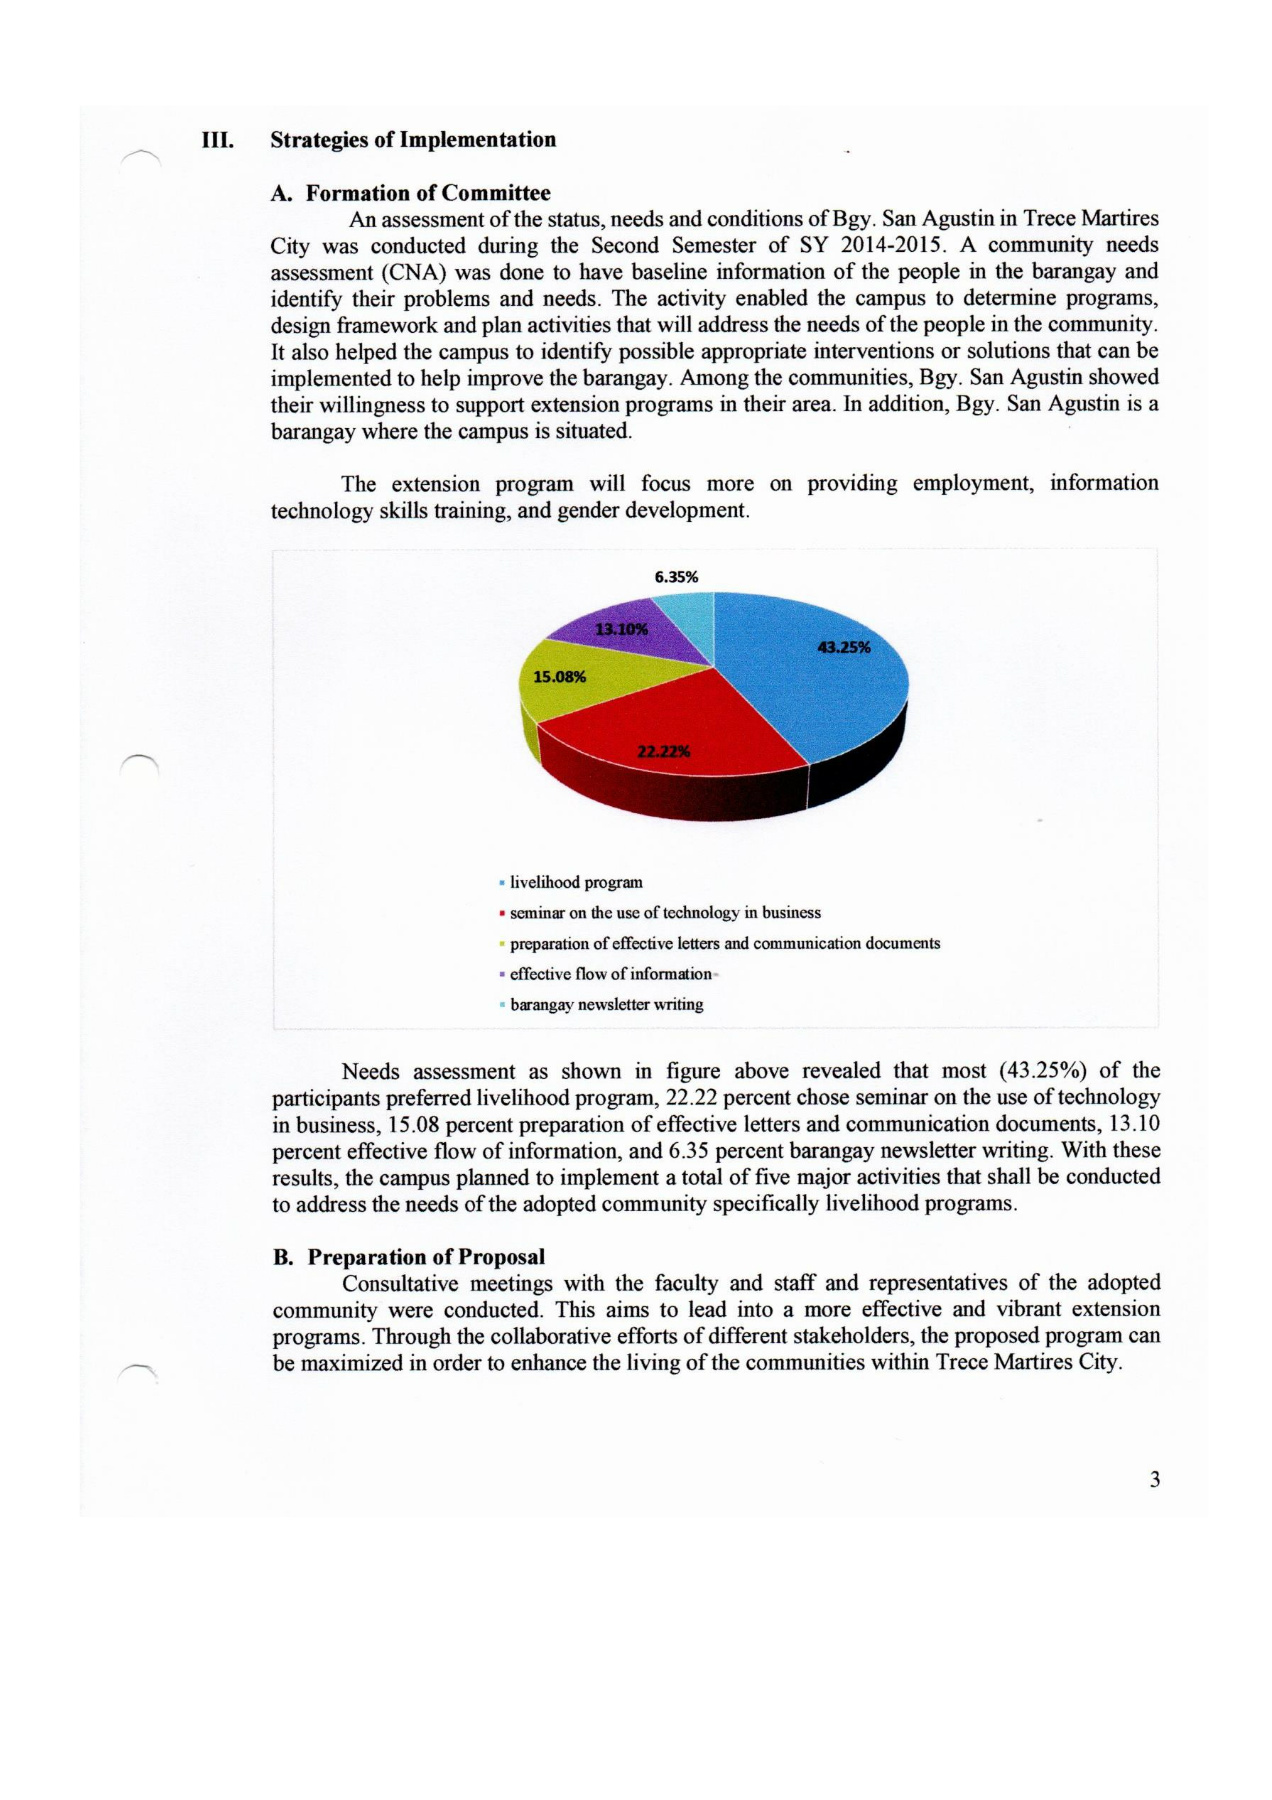 III. Strategies of Implementation
A. Formation of Committee
An assessment of the status, needs and conditions of Bgy. San Agustin in Trece Martires
City was conducted during the Second Semester of SY 2014-2015. A community needs
assessment (CNA) was done to have baseline information of the people in the barangay and
identify their problems and needs. The activity enabled the campus to determine programs,
design framework and plan activities that will address the needs of the people in the community.
It also helped the campus to identify possible appropriate interventions or solutions that can be
implemented to help improve the barangay. Among the communities, Bgy. San Agustin showed
their willingness to support extension programs in their area. In addition, Bgy. San Agustin is a
barangay where the campus is situated.
The extension program will focus more on providing employment, information
technology skills training, and gender development.
6.35%
13.10%
43.25%
15.08%
22.22%
livelihood program
seminar on the use of technology in business
preparation of effective letters and communication documents
effective flow of information
barangay newsletter writing
Needs assessment as shown in figure above revealed that most (43.25%) of the
participants preferred livelihood program, 22.22 percent chose seminar on the use of technology
in business, 15.08 percent preparation of effective letters and communication documents, 13.10
percent effective flow of information, and 6.35 percent barangay newsletter writing. With these
results, the campus planned to implement a total of five major activities that shall be conducted
to address the needs of the adopted community specifically livelihood programs.
B. Preparation of Proposal
Consultative meetings with the faculty and staff and representatives of the adopted
community were conducted. This aims to lead into a more effective and vibrant extension
programs. Through the collaborative efforts of different stakeholders, the proposed program can
be maximized in order to enhance the living of the communities within Trece Martires City.
3